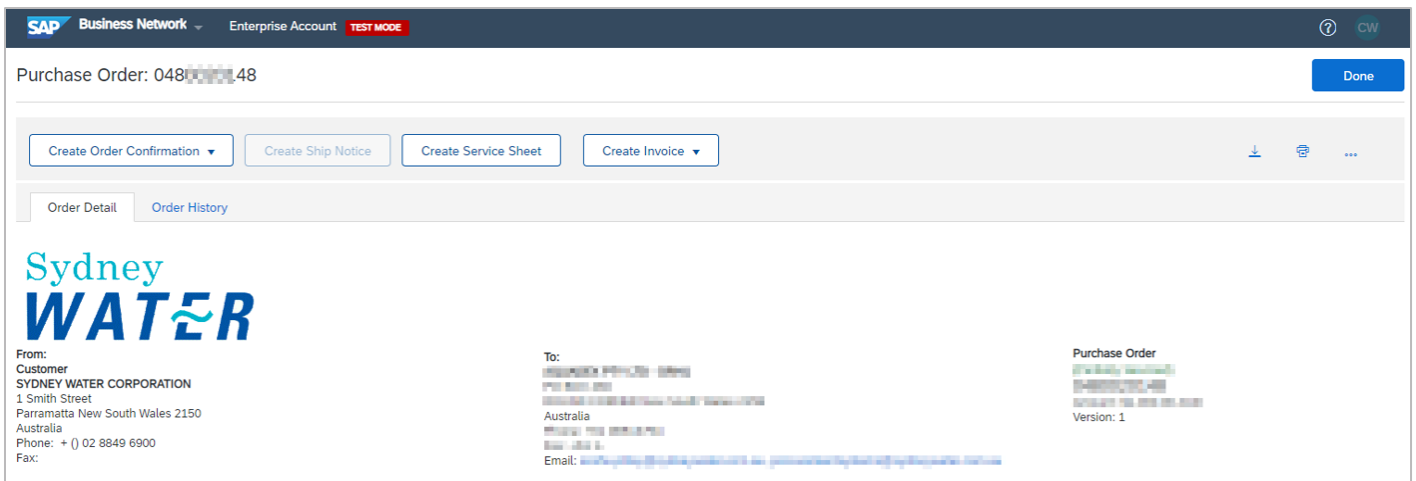 SAP Business Network Enterprise Account TEST MODE CW
Purchase Order: 048 48 Done
Create Order Confirmation Create Ship Notice Create Service Sheet Create Invoice
Order Detail Order History
Sydney
WATER
From:
Customer
SYDNEY WATER CORPORATION
1 Smith Street
Parramatta New South Wales 2150
Australia
Phone: + () 02 8849 6900
Fax:
To:
Australia
Email:
Purchase Order
Version: 1